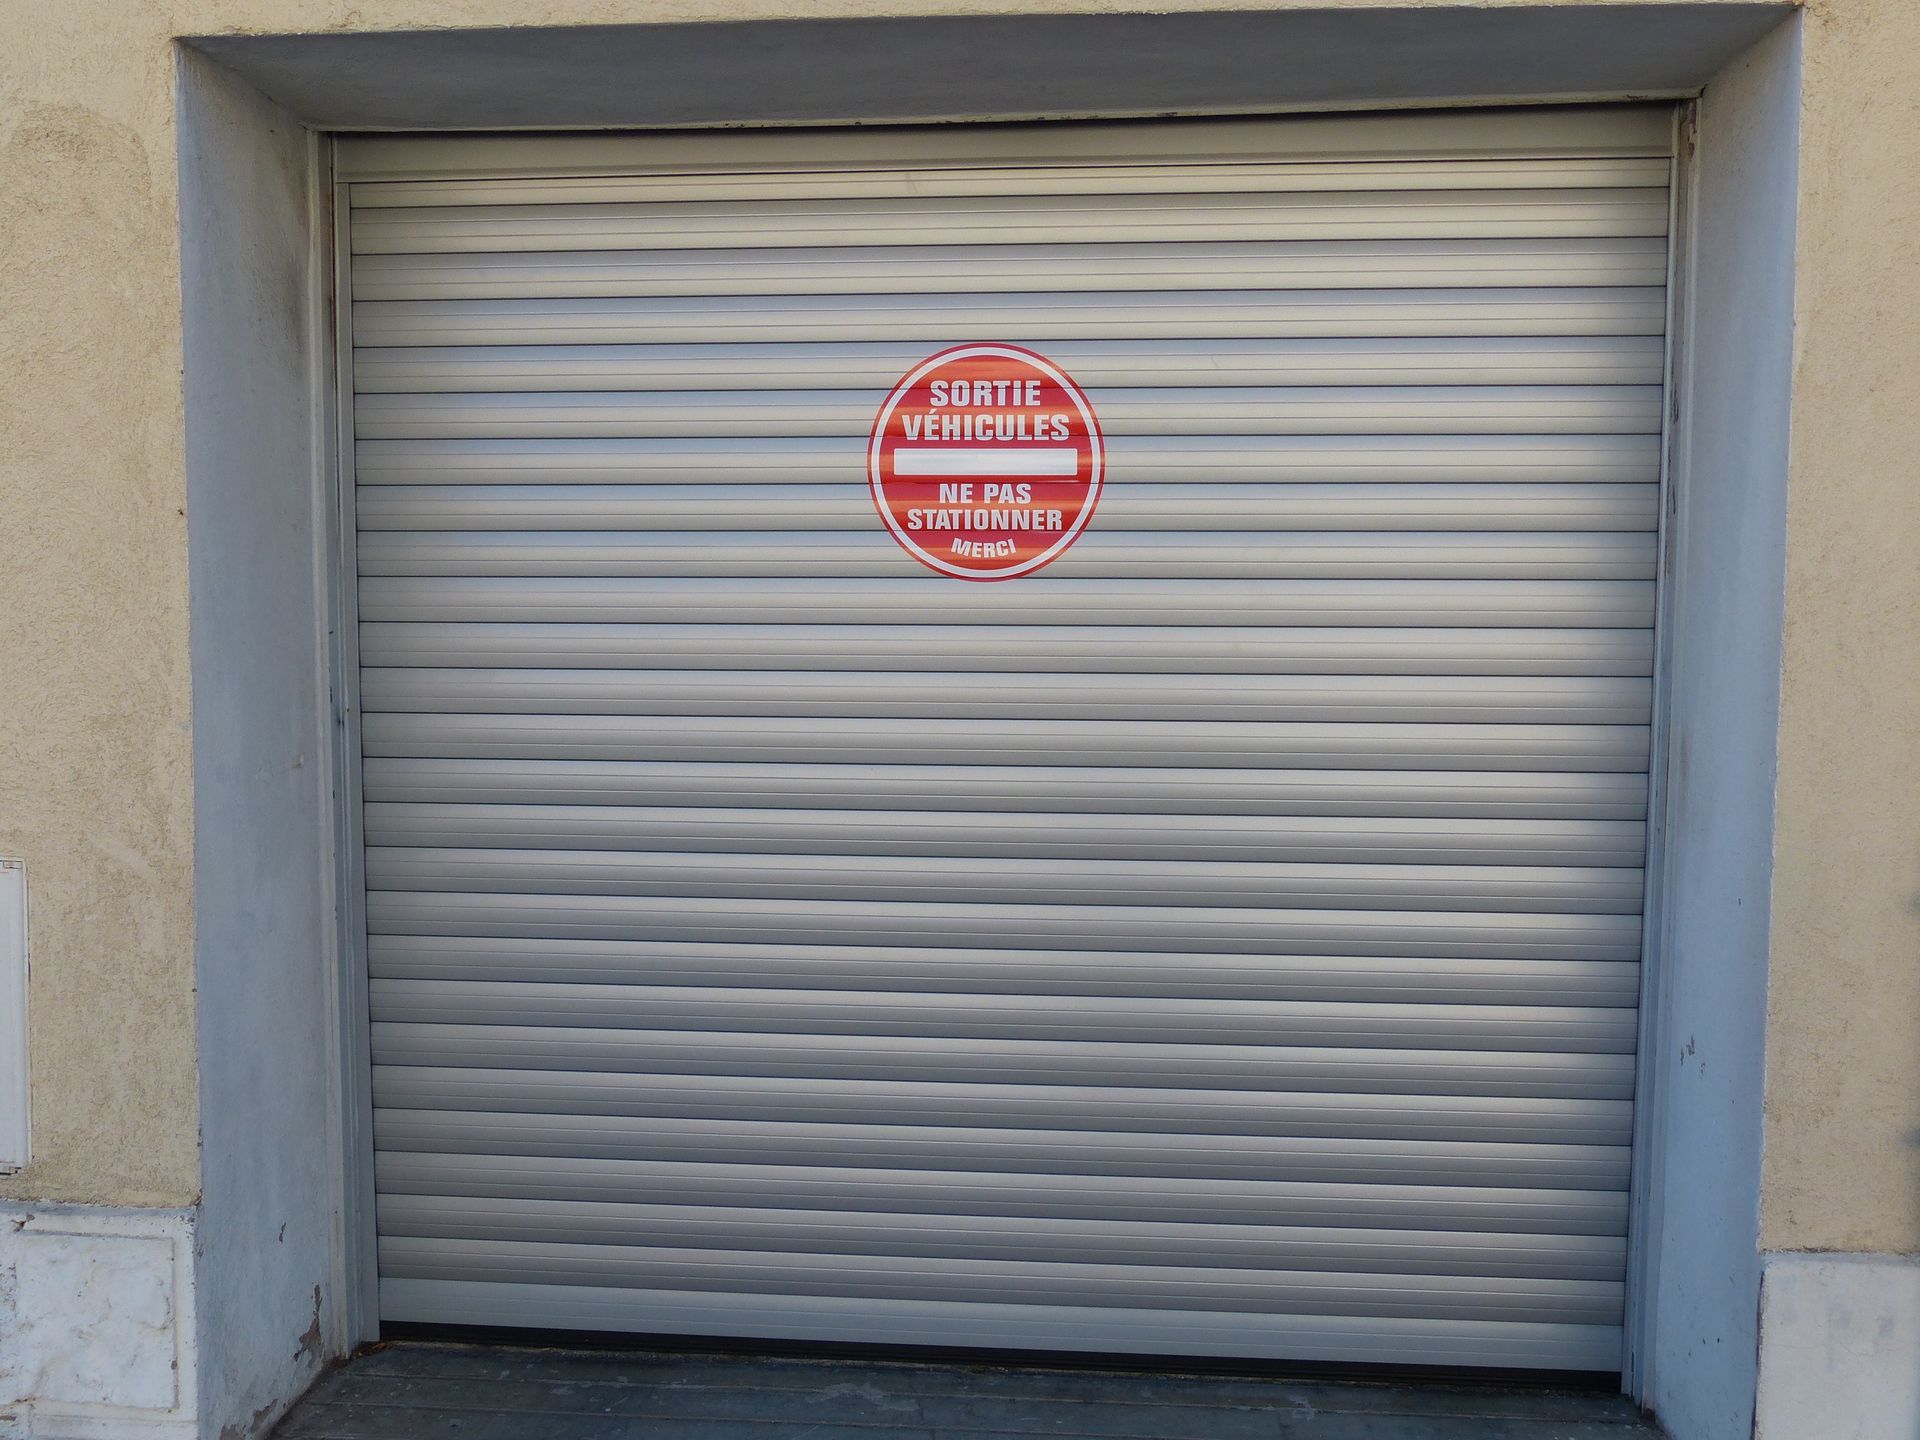 SORTIE
VÉHICULES
NE PAS
STATIONNER
MERCI